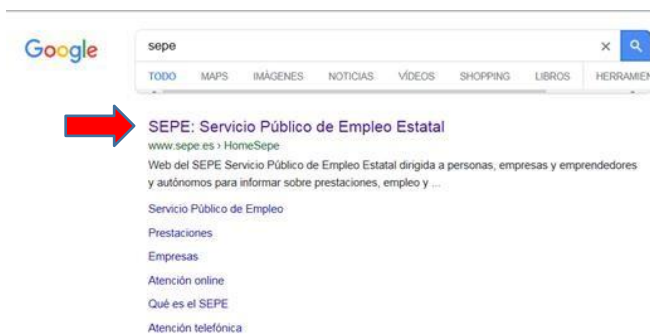 Google
sepe
TODO MAPS IMÁGENES NOTICIAS VÍDEOS SHOPPING LIBROS HERRAMIEN
SEPE: Servicio Público de Empleo Estatal
www.sepe.es › HomeSepe
Web del SEPE Servicio Público de Empleo Estatal dirigida a personas, empresas y emprendedores
y autónomos para informar sobre prestaciones, empleo y ...
Servicio Público de Empleo
Prestaciones
Empresas
Atención online
Qué es el SEPE
Atención telefónica